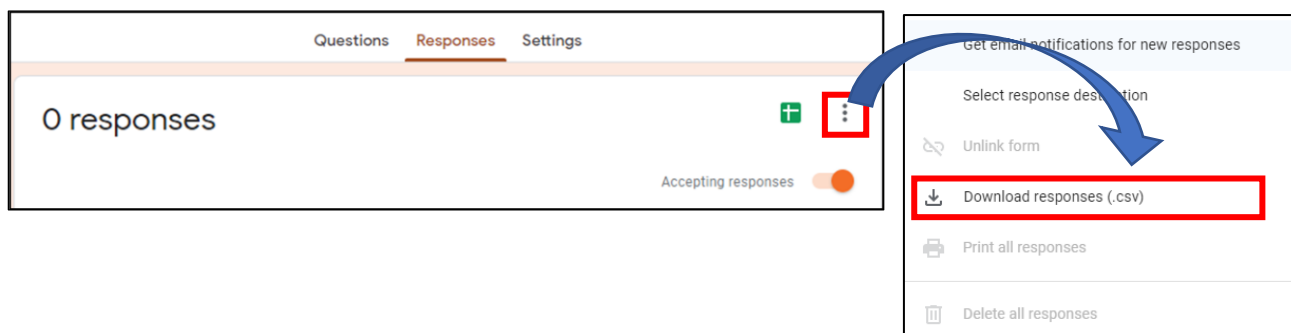 Questions Responses Settings
0 responses
Accepting responses
Get email notifications for new responses
Select response destination
Unlink form
Download responses (.csv)
Print all responses
Delete all responses